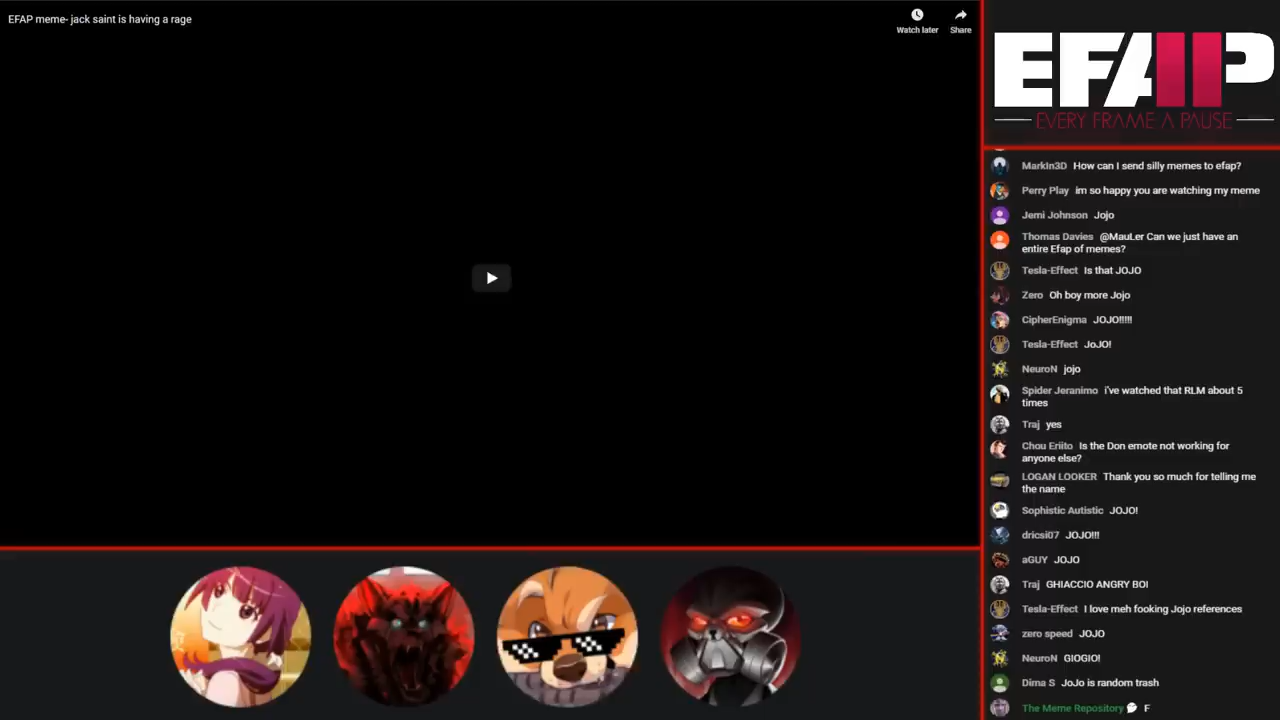 EFAP meme- jack saint is having a rage
Watch later
Share
EFAP
EVERY FRAME A PAUSE
MarkIn3D How can I send silly memes to efap?
Perry Play im so happy you are watching my meme
Jemi Johnson Jojo
Thomas Davies @MauLer Can we just have an
entire Efap of memes?
Tesla-Effect Is that JOJO
Zero Oh boy more Jojo
CipherEnigma JOJO!!!!!
Tesla-Effect JoJO!
NeuroN jojo
Spider Jeranimo i've watched that RLM about 5
times
Traj yes
Chou Eriito Is the Don emote not working for
anyone else?
LOGAN LOOKER Thank you so much for telling me
the name
Sophistic Autistic JOJO!
dricsi07 JOJO!!!
aGUY JOJO
Traj GHIACCIO ANGRY BOI
Tesla-Effect I love meh fooking Jojo references
zero speed JOJO
NeuroN GIOGIO!
Dima S JoJo is random trash
The Meme Repository F